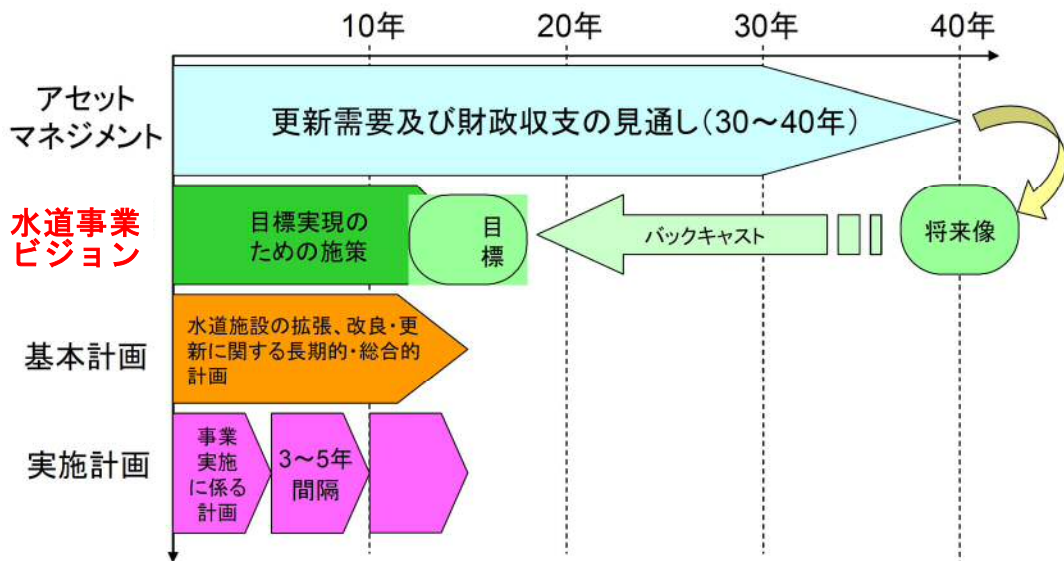 10年
20年
30年
40年
アセット
マネジメント
更新需要及び財政収支の見通し（30～40年）
水道事業
ビジョン
目標実現の
ための施策
目
標
バックキャスト
将来像
基本計画
水道施設の拡張、改良・更
新に関する長期的・総合的
計画
実施計画
事業
実施
に係る
計画
3～5年
間隔